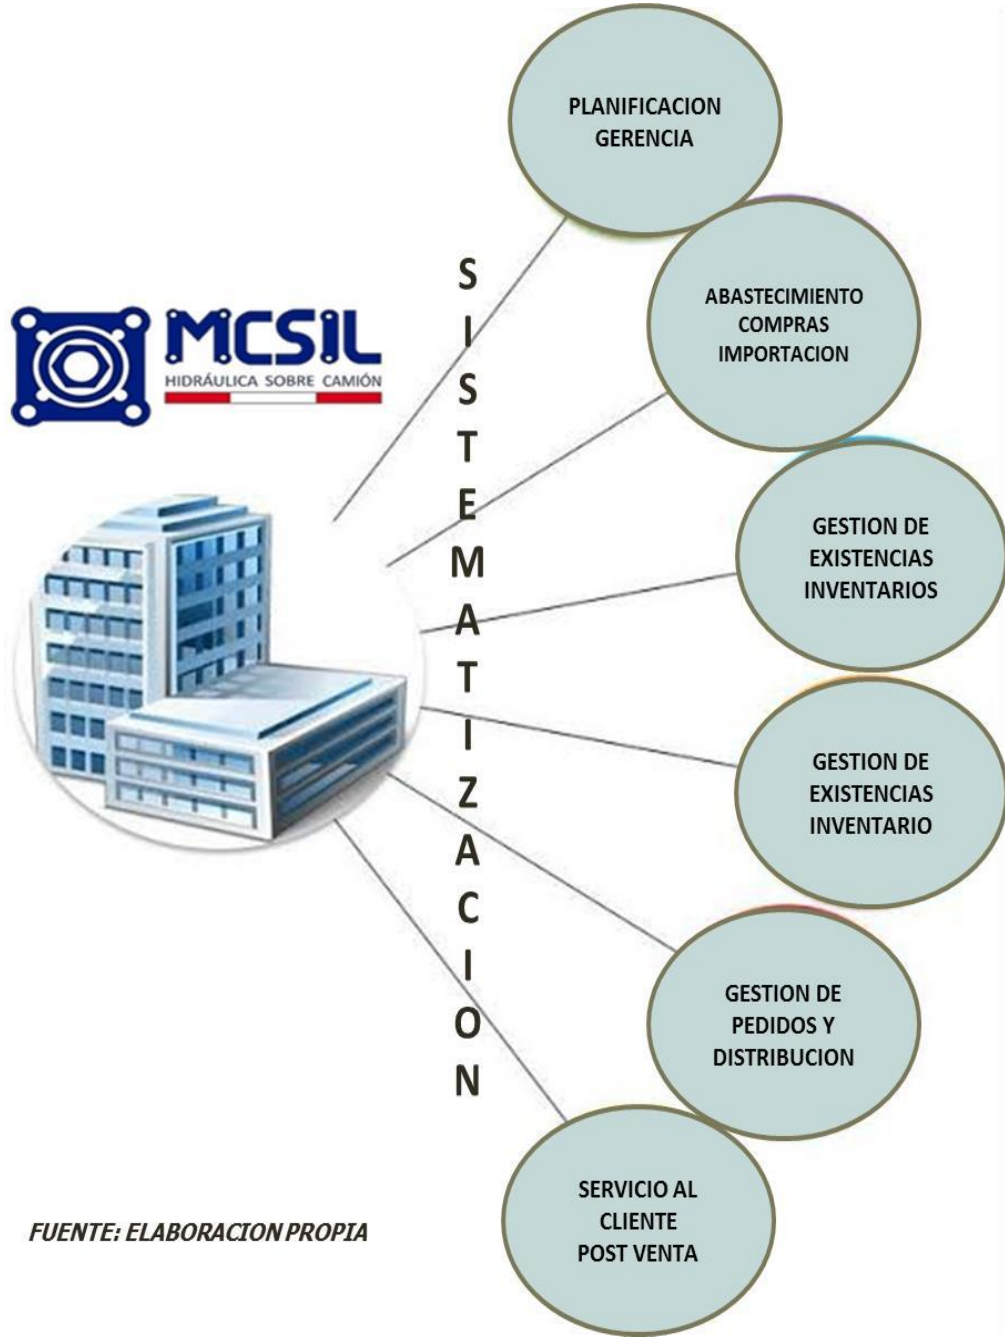 PLANIFICACION
GERENCIA
ABASTECIMIENTO
COMPRAS
IMPORTACION
MCSIL
HIDRÁULICA SOBRE CAMIÓN
SISTEMATIZACION
GESTION DE
EXISTENCIAS
INVENTARIOS
GESTION DE
EXISTENCIAS
INVENTARIO
GESTION DE
PEDIDOS Y
DISTRIBUCION
SERVICIO AL
CLIENTE
POST VENTA
FUENTE: ELABORACION PROPIA